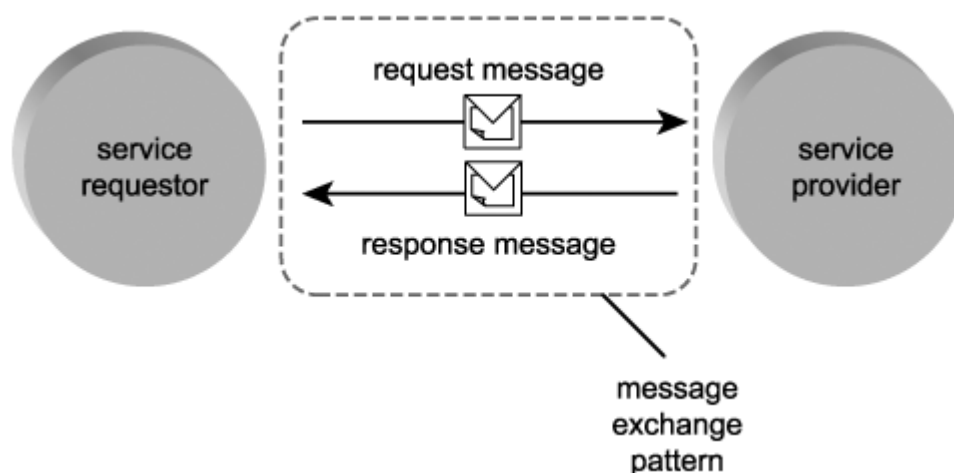 request message
service
requestor
service
provider
response message
message
exchange
pattern